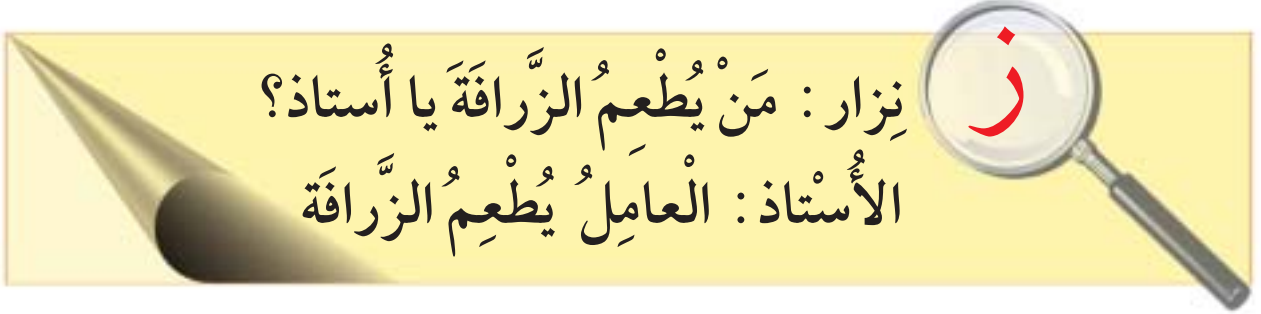 ز
نِزار : مَنْ يُطْعِمُ الزَّرافَةَ يا أُستاذ؟
الأُسْتاذ : الْعامِلُ يُطْعِمُ الزَّرافَة